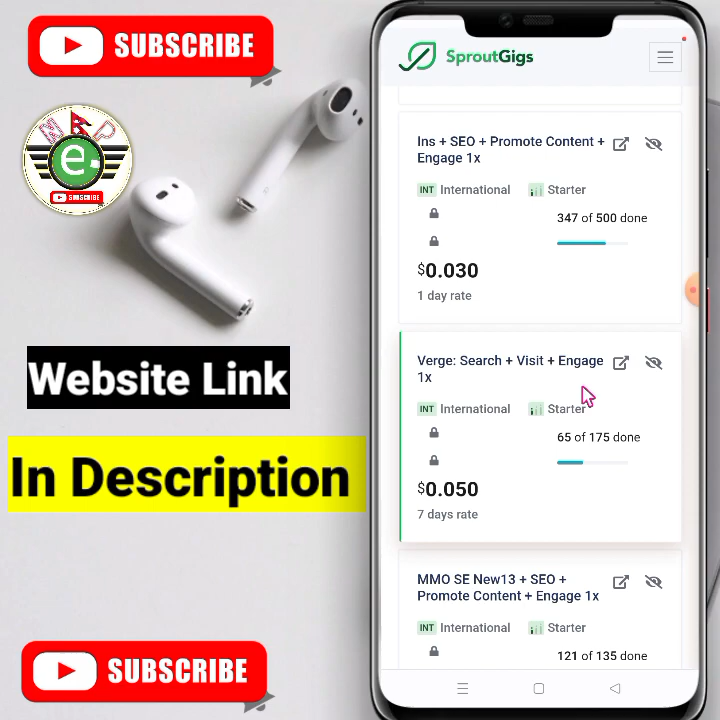 SUBSCRIBE
M P
e
SUBSCRIBE
Website Link
In Description
SUBSCRIBE
SproutGigs
Ins + SEO + Promote Content +
Engage 1x
INT International Starter
347 of 500 done
$0.030
1 day rate
Verge: Search + Visit + Engage
1x
INT International Starter
65 of 175 done
$0.050
7 days rate
MMO SE New13 + SEO +
Promote Content + Engage 1x
INT International Starter
121 of 135 done